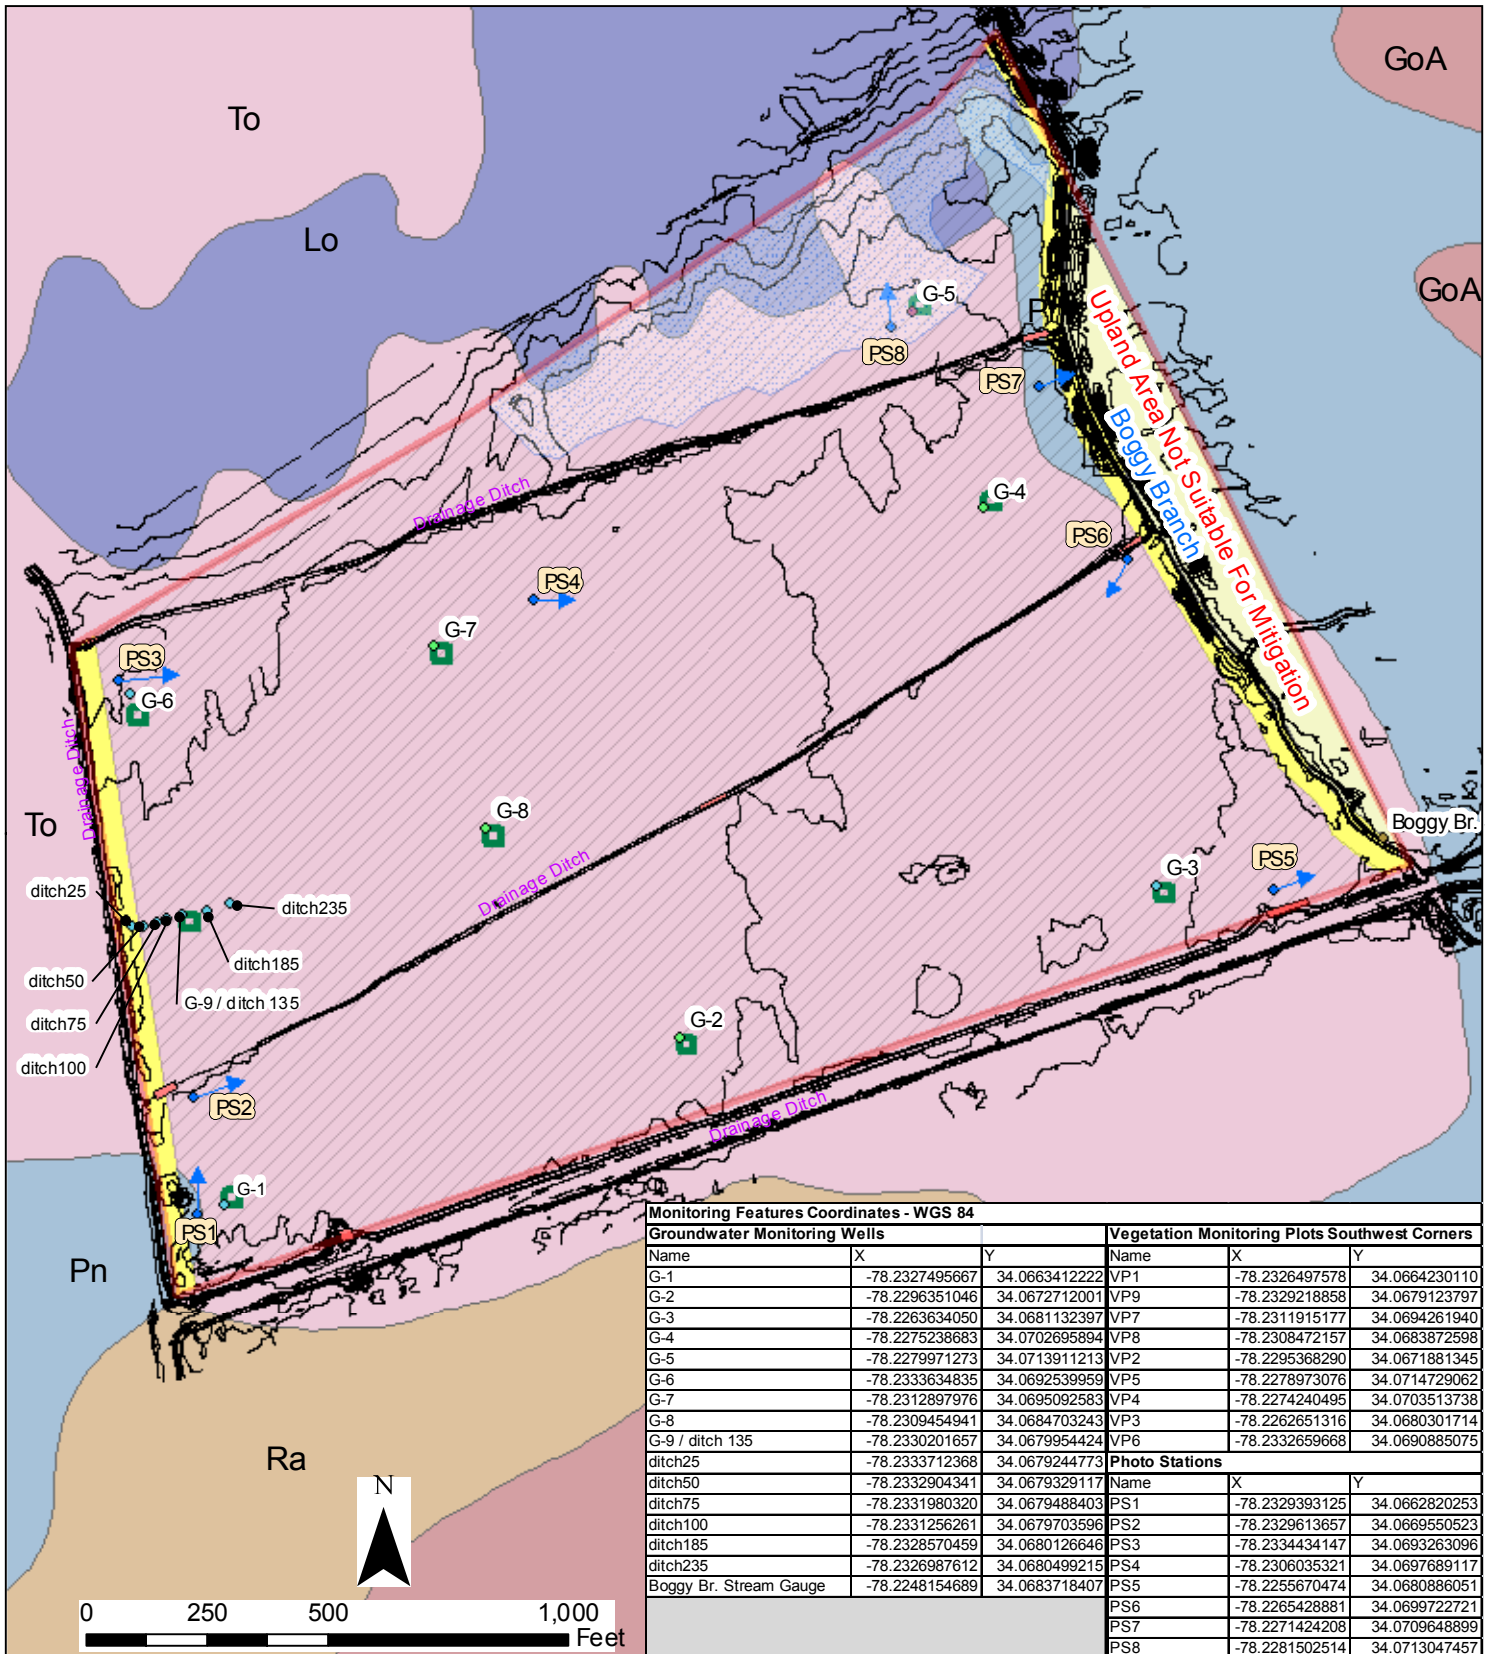 GoA
To
Lo
GoA
G-5
PS8
PS7
Upland Area Not Suitable For Mitigation
Boggy Branch
Drainage Ditch
G-4
PS6
PS4
G-7
PS3
G-6
Drainage Ditch
To
G-8
Boggy Br.
Drainage Ditch
G-3
PS5
ditch25
ditch235
ditch185
ditch50
G-9 / ditch 135
ditch75
ditch100
G-2
PS2
Drainage Ditch
G-1
PS1
Pn
Ra
N
0 250 500 1,000
Feet
Monitoring Features Coordinates - WGS 84
Groundwater Monitoring Wells
Name X Y
G-1 -78.2327495667 34.0663412222
G-2 -78.2296351046 34.0672712001
G-3 -78.2263634050 34.0681132397
G-4 -78.2275238683 34.0702695894
G-5 -78.2279971273 34.0713911213
G-6 -78.2333634835 34.0692539959
G-7 -78.2312897976 34.0695092583
G-8 -78.2309454941 34.0684703243
G-9 / ditch 135 -78.2330201657 34.0679954424
ditch25 -78.2333712368 34.0679244773
ditch50 -78.2332904341 34.0679329117
ditch75 -78.2331980320 34.0679488403
ditch100 -78.2331256261 34.0679703596
ditch185 -78.2328570459 34.0680126646
ditch235 -78.2326987612 34.0680499215
Boggy Br. Stream Gauge -78.2248154689 34.0683718407
Vegetation Monitoring Plots Southwest Corners
Name X Y
VP1 -78.2326497578 34.0664230110
VP9 -78.2329218858 34.0679123797
VP7 -78.2311915177 34.0694261940
VP8 -78.2308472157 34.0683872598
VP2 -78.2295368290 34.0671881345
VP5 -78.2278973076 34.0714729062
VP4 -78.2274240495 34.0703513738
VP3 -78.2262651316 34.0680301714
VP6 -78.2332659668 34.0690885075
Photo Stations
Name X Y
PS1 -78.2329393125 34.0662820253
PS2 -78.2329613657 34.0669550523
PS3 -78.2334434147 34.0693263096
PS4 -78.2306035321 34.0697689117
PS5 -78.2255670474 34.0680886051
PS6 -78.2265428881 34.0699722721
PS7 -78.2271424208 34.0709648899
PS8 -78.2281502514 34.0713047457